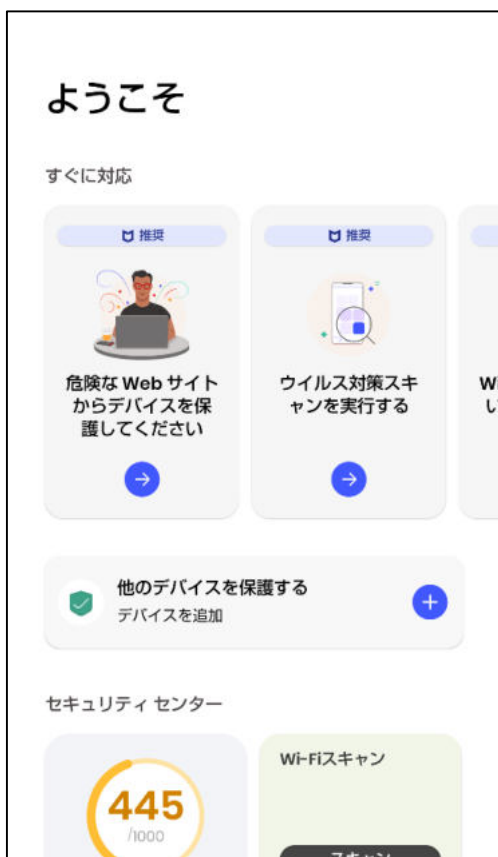 ようこそ
すぐに対応
推奨
危険な Web サイト
からデバイスを保
護してください
推奨
ウイルス対策スキ
ャンを実行する
他のデバイスを保護する
デバイスを追加
セキュリティ センター
445
/1000
Wi-Fiスキャン
スキャン